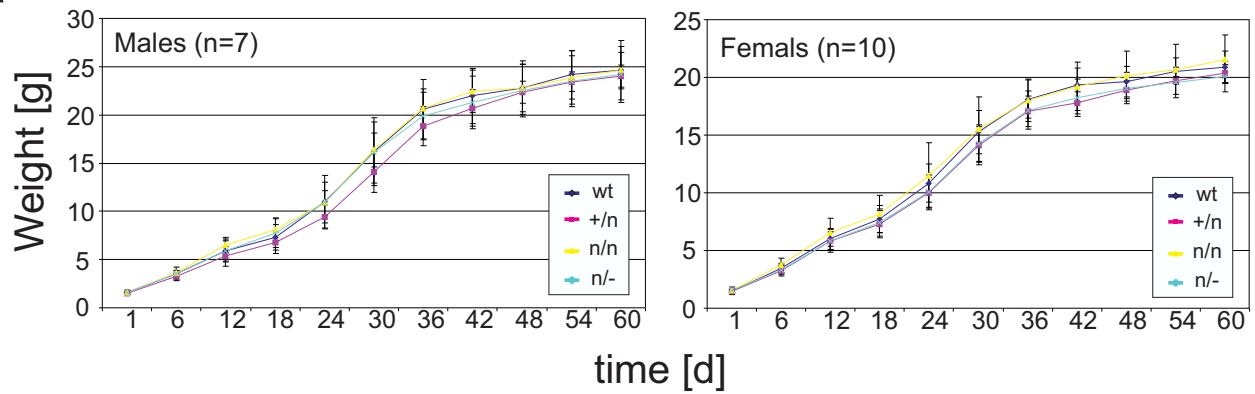 Weight [g]
30
25
20
15
10
5
0
Males (n=7)
wt
+/n
n/n
n/-
1 6 12 18 24 30 36 42 48 54 60
25
20
15
10
5
0
Femals (n=10)
wt
+/n
n/n
n/-
1 6 12 18 24 30 36 42 48 54 60
time [d]